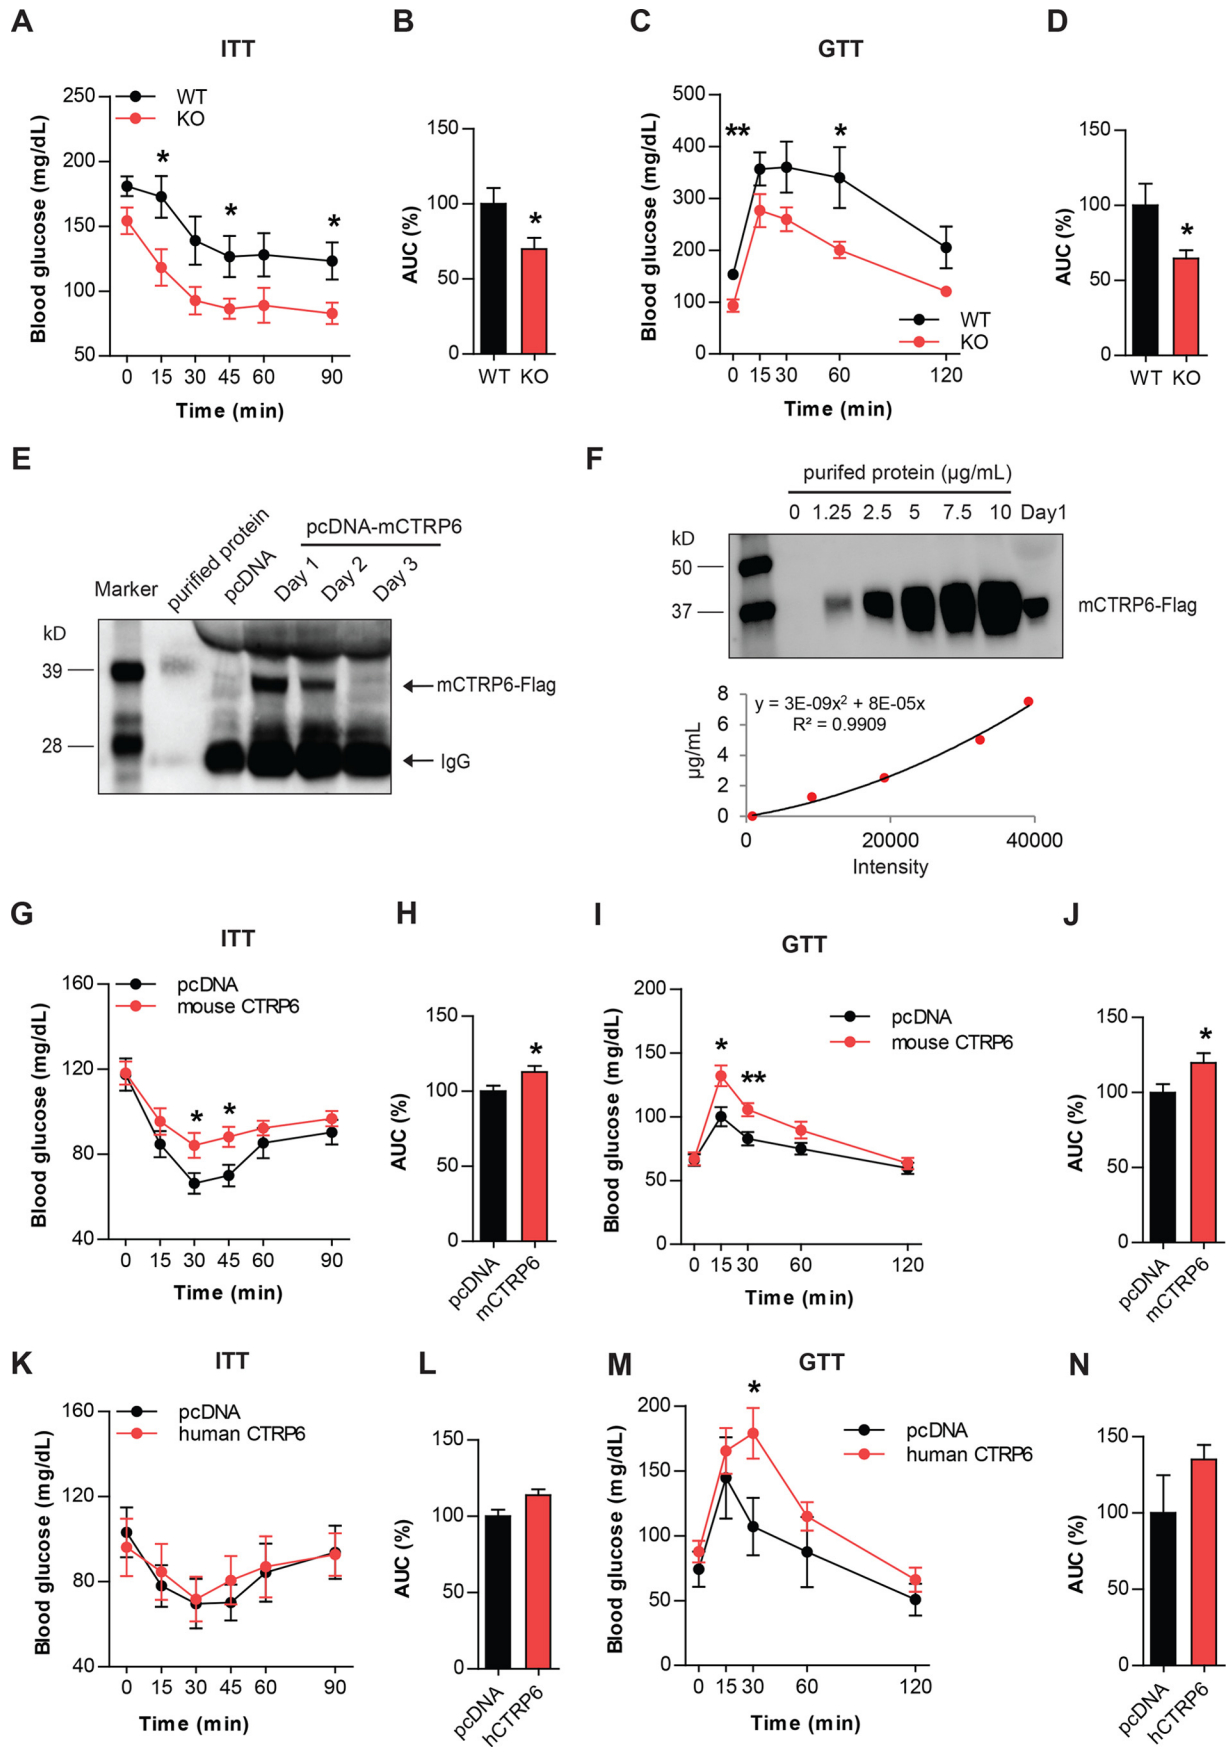 A
ITT
250
200
150
100
50
Blood glucose (mg/dL)
WT
KO
*
*
*
0 15 30 45 60 90
Time (min)
B
150
100
50
0
AUC (%)
*
WT KO
C
GTT
500
400
300
200
100
0
Blood glucose (mg/dL)
**
*
WT
KO
0 15 30 60 120
Time (min)
D
150
100
50
0
AUC (%)
*
WT KO
E
pcDNA-mCTRP6
Marker
purified protein
pcDNA
Day 1
Day 2
Day 3
kD
39
28
mCTRP6-Flag
IgG
F
purifed protein (µg/mL)
0 1.25 2.5 5 7.5 10 Day1
kD
50
37
mCTRP6-Flag
8
6
4
2
0
µg/mL
y = 3E-09x² + 8E-05x
R² = 0.9909
0 20000 40000
Intensity
G
ITT
160
120
80
40
Blood glucose (mg/dL)
pcDNA
mouse CTRP6
*
*
0 15 30 45 60 90
Time (min)
H
150
100
50
0
AUC (%)
*
pcDNA
mCTRP6
I
GTT
200
150
100
50
0
Blood glucose (mg/dL)
pcDNA
mouse CTRP6
*
**
0 15 30 60 120
Time (min)
J
150
100
50
0
AUC (%)
*
pcDNA
mCTRP6
K
ITT
160
120
80
40
Blood glucose (mg/dL)
pcDNA
human CTRP6
0 15 30 45 60 90
Time (min)
L
150
100
50
0
AUC (%)
pcDNA
hCTRP6
M
GTT
200
150
100
50
0
Blood glucose (mg/dL)
*
pcDNA
human CTRP6
0 15 30 60 120
Time (min)
N
150
100
50
0
AUC (%)
pcDNA
hCTRP6